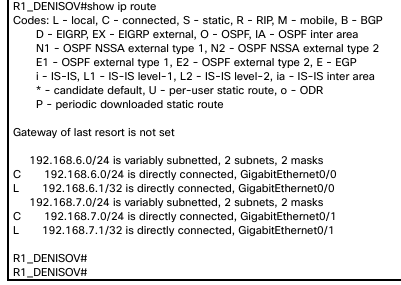 R1_DENISOV#show ip route
Codes: L - local, C - connected, S - static, R - RIP, M - mobile, B - BGP
D - EIGRP, EX - EIGRP external, O - OSPF, IA - OSPF inter area
N1 - OSPF NSSA external type 1, N2 - OSPF NSSA external type 2
E1 - OSPF external type 1, E2 - OSPF external type 2, E - EGP
i - IS-IS, L1 - IS-IS level-1, L2 - IS-IS level-2, ia - IS-IS inter area
* - candidate default, U - per-user static route, o - ODR
P - periodic downloaded static route

Gateway of last resort is not set

192.168.6.0/24 is variably subnetted, 2 subnets, 2 masks
C 192.168.6.0/24 is directly connected, GigabitEthernet0/0
L 192.168.6.1/32 is directly connected, GigabitEthernet0/0
192.168.7.0/24 is variably subnetted, 2 subnets, 2 masks
C 192.168.7.0/24 is directly connected, GigabitEthernet0/1
L 192.168.7.1/32 is directly connected, GigabitEthernet0/1

R1_DENISOV#
R1_DENISOV#